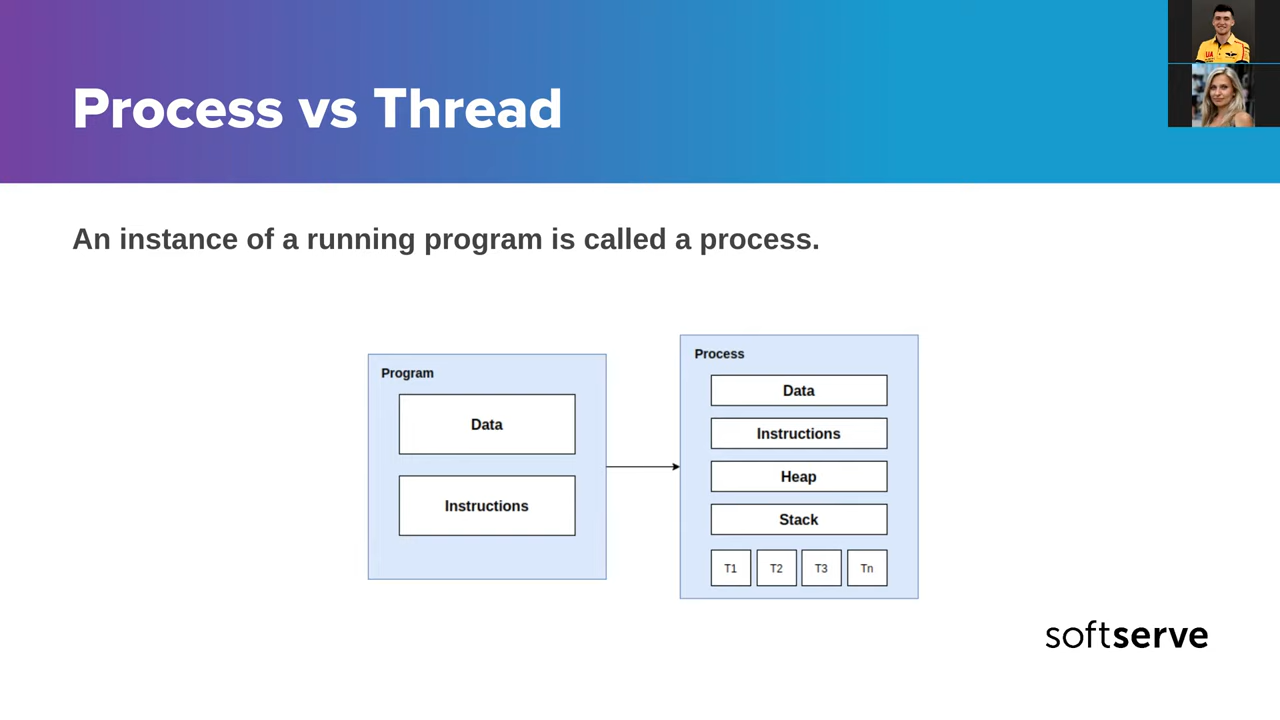 Process vs Thread
UA
An instance of a running program is called a process.
Program
Data
Instructions
Process
Data
Instructions
Heap
Stack
T1 T2 T3 Tn
softserve